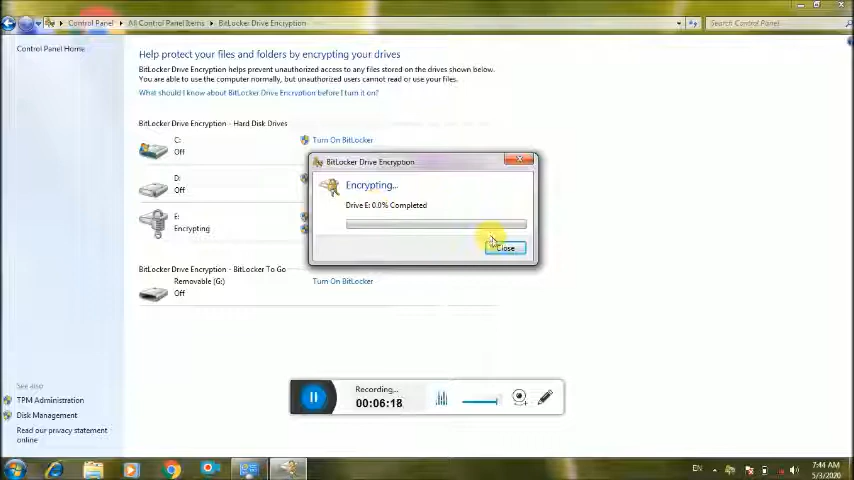 Control Panel
All Control Panel Items
BitLocker Drive Encryption
Search Control Panel
Control Panel Home
Help protect your files and folders by encrypting your drives
BitLocker Drive Encryption helps prevent unauthorized access to any files stored on the drives shown below.
You are able to use the computer normally, but unauthorized users cannot read or use your files.
What should I know about BitLocker Drive Encryption before I turn it on?
BitLocker Drive Encryption - Hard Disk Drives
C:
Off
Turn On BitLocker
D:
Off
E:
Encrypting
BitLocker Drive Encryption
Encrypting...
Drive E: 0.0% Completed
Close
BitLocker Drive Encryption - BitLocker To Go
Removable (G:)
Off
Turn On BitLocker
Recording...
00:06:18
See also
TPM Administration
Disk Management
Read our privacy statement
online
EN
7:44 AM
5/3/2020